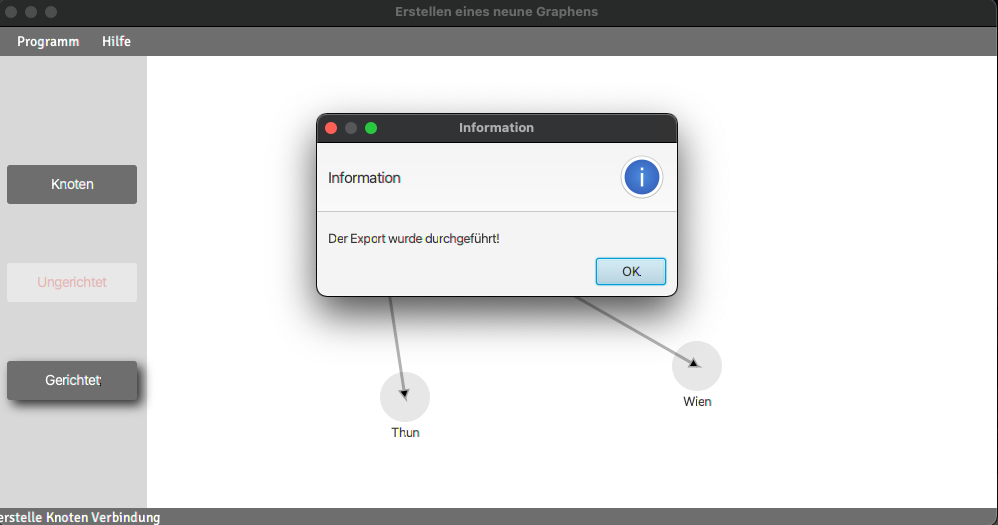 Erstellen eines neune Graphens
Programm Hilfe
Information
Knoten
Information
Der Export wurde durchgeführt!
Ungerichtet
OK
Gerichtet
Thun
Wien
erstelle Knoten Verbindung